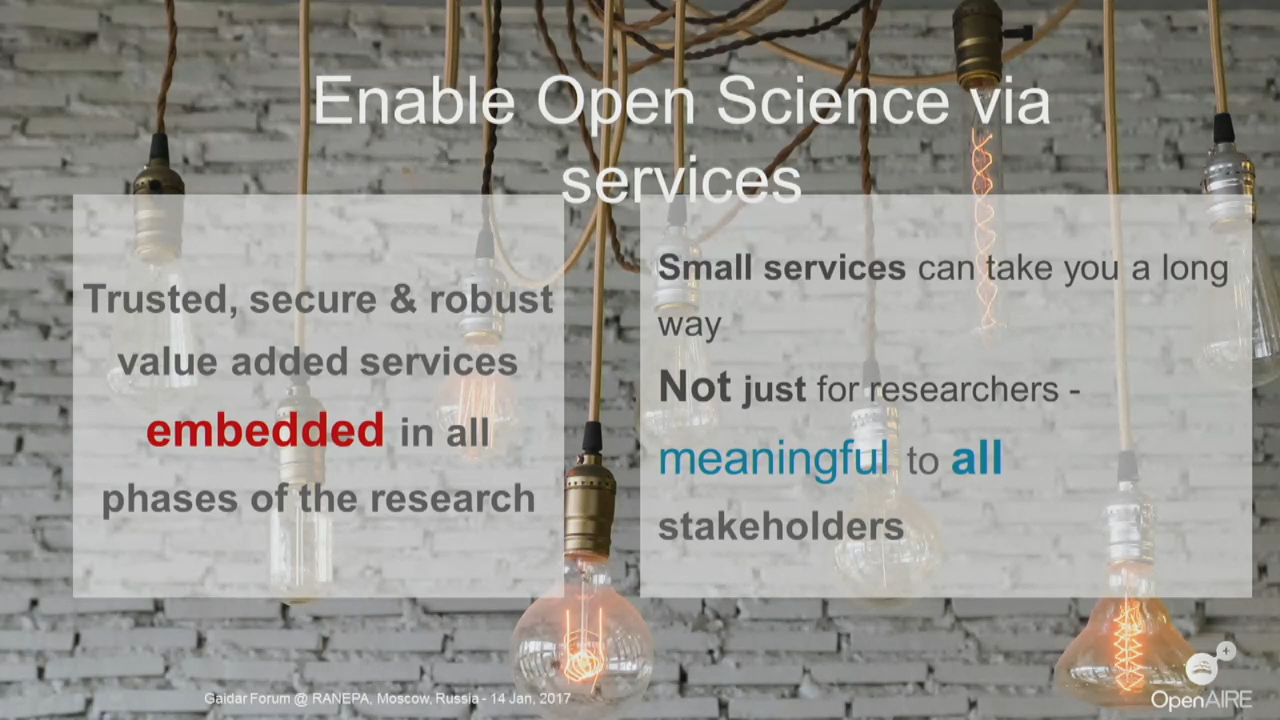 Enable Open Science via
services
Trusted, secure & robust
value added services
embedded in all
phases of the research
Small services can take you a long
way
Not just for researchers -
meaningful to all
stakeholders
Gaidar Forum @ RANEPA, Moscow, Russia - 14 Jan, 2017
OpenAIRE